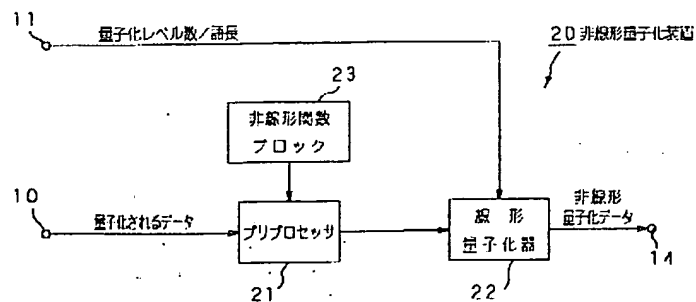 11
量子化レベル数/語長
20 非線形量子化装置
23
非線形関数
ブロック
10
量子化されるデータ
プリプロセッサ
線形
量子化器
非線形
量子化データ
21
22
14